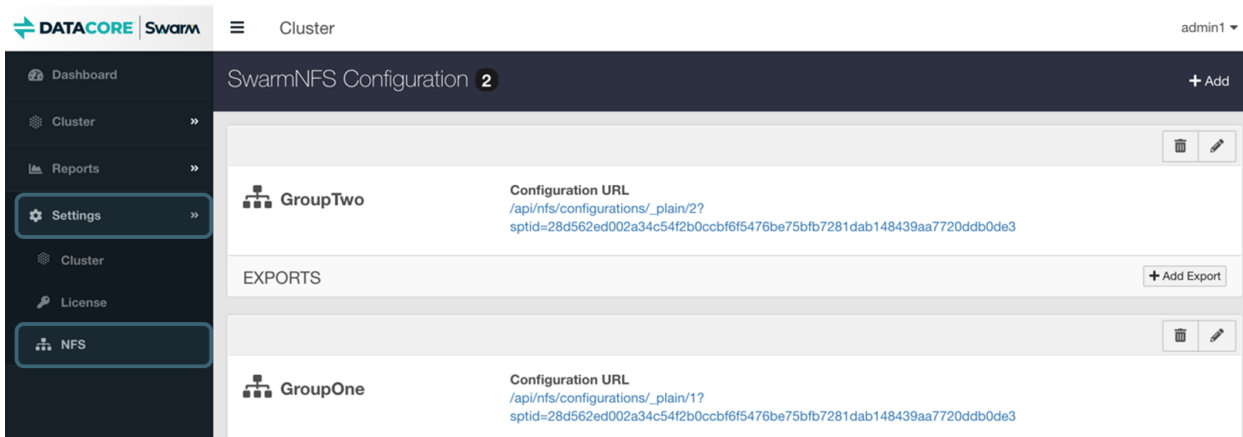 DATACORE Swarm
Cluster
admin1
Dashboard
Cluster
Reports
Settings
Cluster
License
NFS
SwarmNFS Configuration 2
+ Add
GroupTwo
Configuration URL
/api/nfs/configurations/_plain/2?
sptid=28d562ed002a34c54f2b0ccbf6f5476be75bfb7281dab148439aa7720ddb0de3
EXPORTS
+ Add Export
GroupOne
Configuration URL
/api/nfs/configurations/_plain/1?
sptid=28d562ed002a34c54f2b0ccbf6f5476be75bfb7281dab148439aa7720ddb0de3